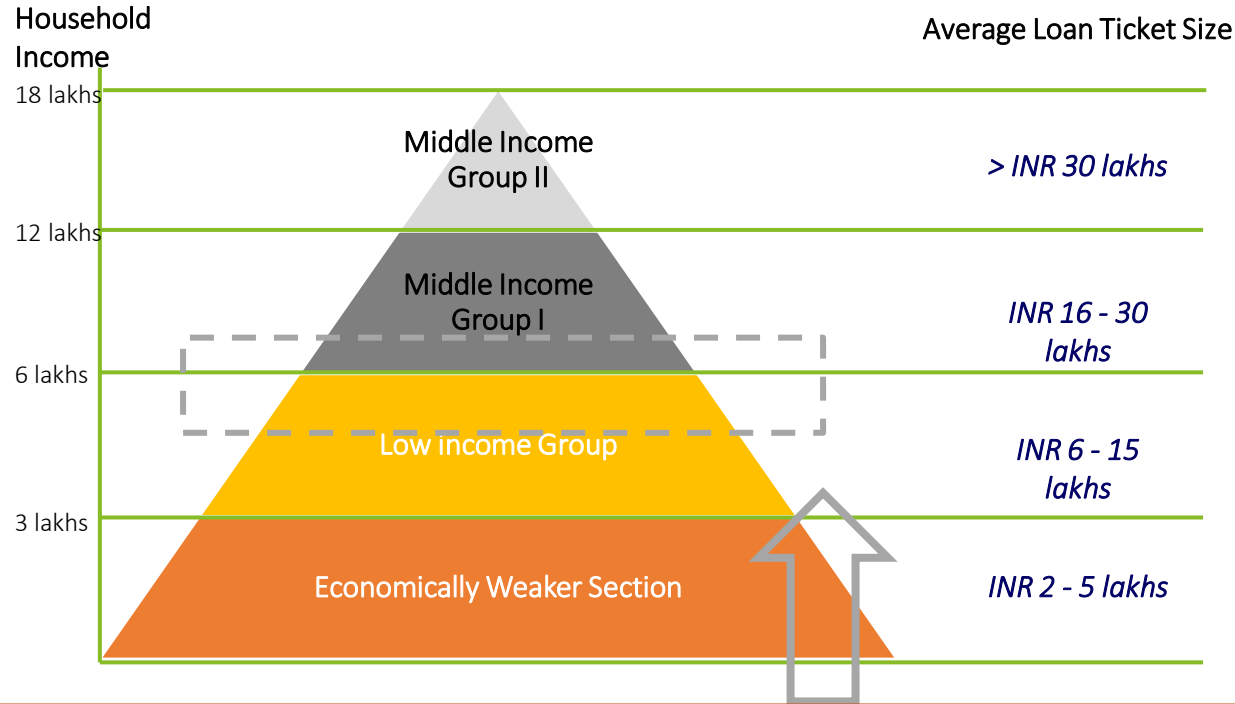 Household
Income
Average Loan Ticket Size
18 lakhs
Middle Income
Group II
> INR 30 lakhs
12 lakhs
Middle Income
Group I
INR 16 - 30
lakhs
6 lakhs
Low income Group
INR 6 - 15
lakhs
3 lakhs
Economically Weaker Section
INR 2 - 5 lakhs